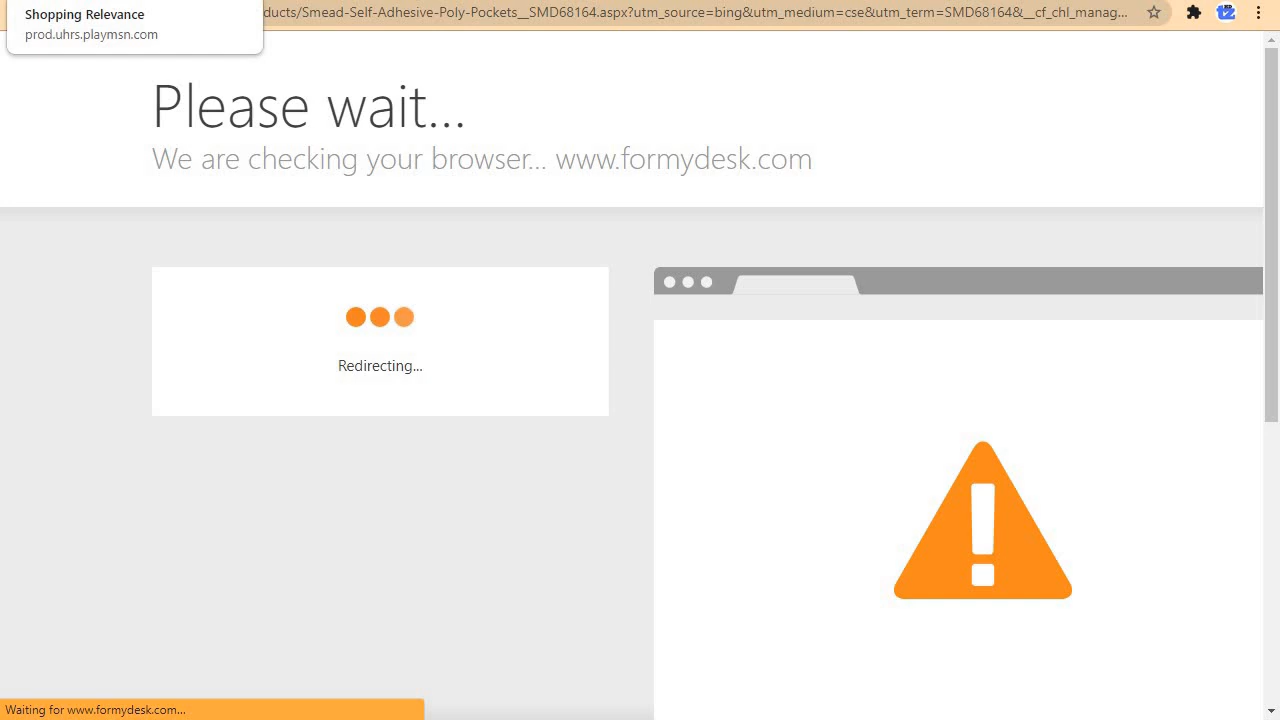 Shopping Relevance
prod.uhrs.playmsn.com
ducts/Smead-Self-Adhesive-Poly-Pockets__SMD68164.aspx?utm_source=bing&utm_medium=cse&utm_term=SMD68164&__cf_chl_manag...
Please wait...
We are checking your browser... www.formydesk.com
Redirecting...
Waiting for www.formydesk.com...